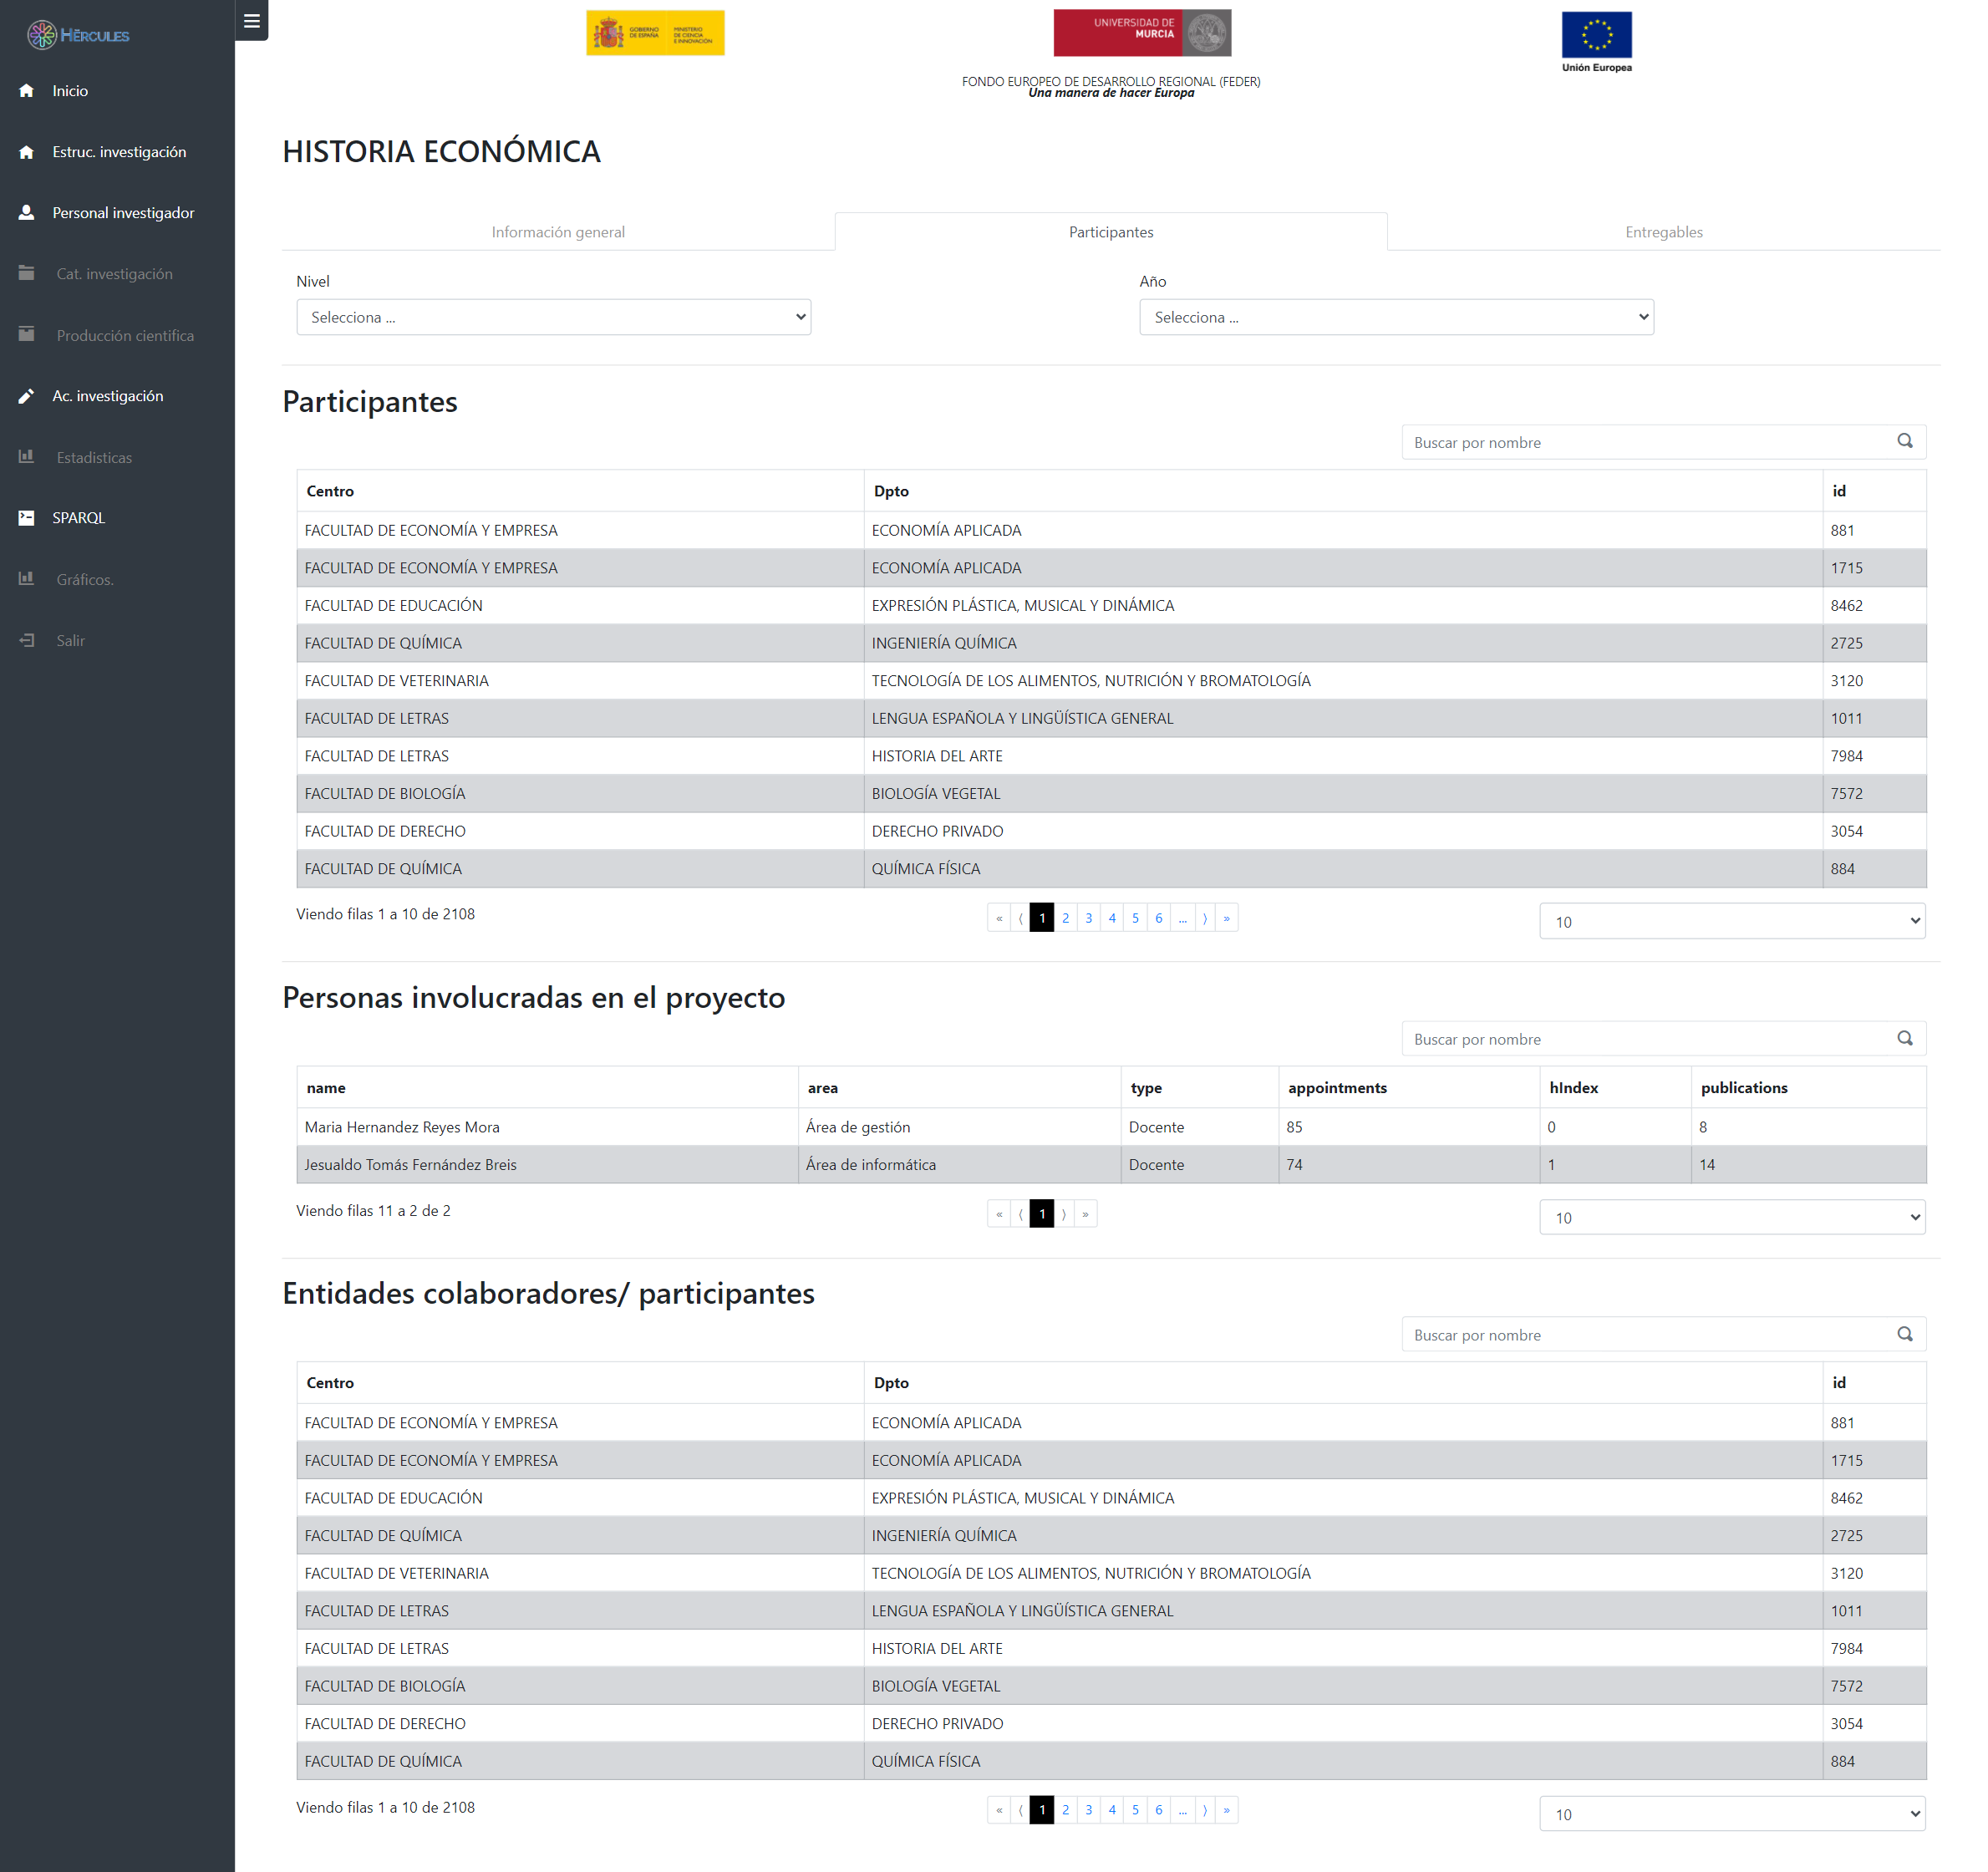 HÉRCULES
Inicio
Estruc. investigación
Personal investigador
Cat. investigación
Producción cientifica
Ac. investigación
Estadisticas
SPARQL
Gráficos.
Salir
GOBIERNO DE ESPAÑA
MINISTERIO DE CIENCIA E INNOVACIÓN
UNIVERSIDAD DE
MURCIA
Unión Europea
FONDO EUROPEO DE DESARROLLO REGIONAL (FEDER)
Una manera de hacer Europa
HISTORIA ECONÓMICA
Información general Participantes Entregables
Nivel Año
Selecciona ... Selecciona ...
Participantes
Buscar por nombre
Centro Dpto id
FACULTAD DE ECONOMÍA Y EMPRESA ECONOMÍA APLICADA 881
FACULTAD DE ECONOMÍA Y EMPRESA ECONOMÍA APLICADA 1715
FACULTAD DE EDUCACIÓN EXPRESIÓN PLÁSTICA, MUSICAL Y DINÁMICA 8462
FACULTAD DE QUÍMICA INGENIERÍA QUÍMICA 2725
FACULTAD DE VETERINARIA TECNOLOGÍA DE LOS ALIMENTOS, NUTRICIÓN Y BROMATOLOGÍA 3120
FACULTAD DE LETRAS LENGUA ESPAÑOLA Y LINGÜÍSTICA GENERAL 1011
FACULTAD DE LETRAS HISTORIA DEL ARTE 7984
FACULTAD DE BIOLOGÍA BIOLOGÍA VEGETAL 7572
FACULTAD DE DERECHO DERECHO PRIVADO 3054
FACULTAD DE QUÍMICA QUÍMICA FÍSICA 884
Viendo filas 1 a 10 de 2108 « ⟨ 1 2 3 4 5 6 ... ⟩ » 10
Personas involucradas en el proyecto
Buscar por nombre
name area type appointments hIndex publications
Maria Hernandez Reyes Mora Área de gestión Docente 85 0 8
Jesualdo Tomás Fernández Breis Área de informática Docente 74 1 14
Viendo filas 11 a 2 de 2 « ⟨ 1 ⟩ » 10
Entidades colaboradores/ participantes
Buscar por nombre
Centro Dpto id
FACULTAD DE ECONOMÍA Y EMPRESA ECONOMÍA APLICADA 881
FACULTAD DE ECONOMÍA Y EMPRESA ECONOMÍA APLICADA 1715
FACULTAD DE EDUCACIÓN EXPRESIÓN PLÁSTICA, MUSICAL Y DINÁMICA 8462
FACULTAD DE QUÍMICA INGENIERÍA QUÍMICA 2725
FACULTAD DE VETERINARIA TECNOLOGÍA DE LOS ALIMENTOS, NUTRICIÓN Y BROMATOLOGÍA 3120
FACULTAD DE LETRAS LENGUA ESPAÑOLA Y LINGÜÍSTICA GENERAL 1011
FACULTAD DE LETRAS HISTORIA DEL ARTE 7984
FACULTAD DE BIOLOGÍA BIOLOGÍA VEGETAL 7572
FACULTAD DE DERECHO DERECHO PRIVADO 3054
FACULTAD DE QUÍMICA QUÍMICA FÍSICA 884
Viendo filas 1 a 10 de 2108 « ⟨ 1 2 3 4 5 6 ... ⟩ » 10